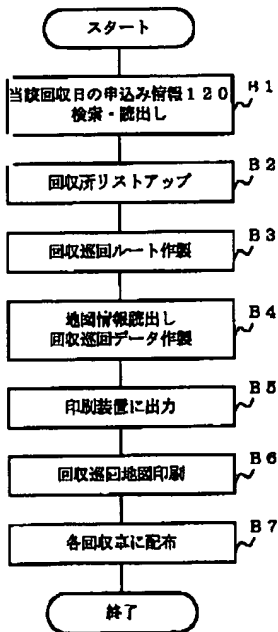 スタート
当該回収日の申込み情報１２０
検索・読出し
B1
回収所リストアップ
B2
回収巡回ルート作製
B3
地図情報読出し
回収巡回データ作製
B4
印刷装置に出力
B5
回収巡回地図印刷
B6
各回収車に配布
B7
終了